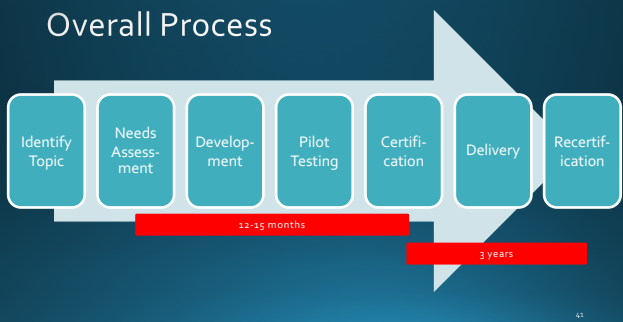 Overall Process
Identify
Topic
Needs
Assess-
ment
Develop-
ment
Pilot
Testing
Certifi-
cation
Delivery
Recertif-
ication
12-15 months
3 years
41